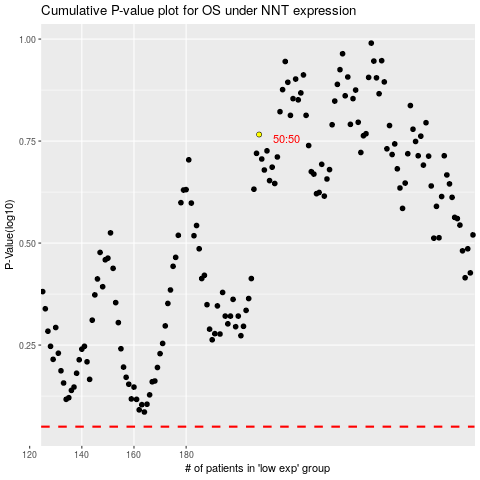 Cumulative P-value plot for OS under NNT expression
1.00
0.75
0.50
0.25
P-Value(log10)
50:50
120 140 160 180
# of patients in 'low exp' group